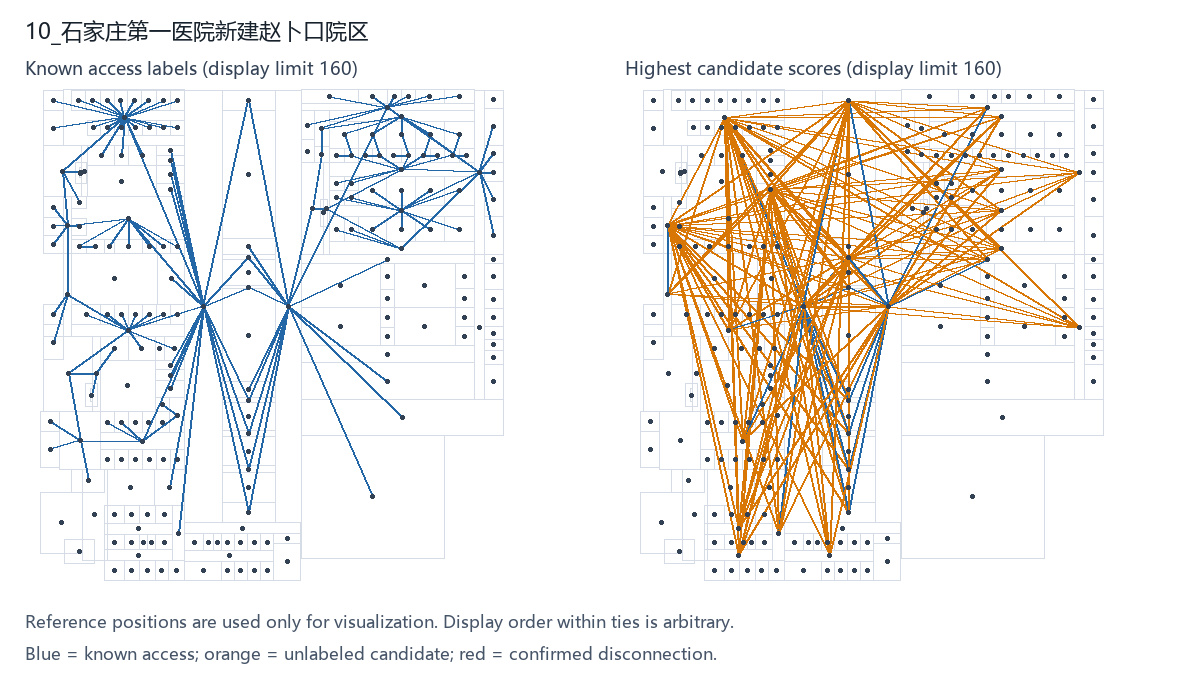 10_石家庄第一医院新建赵卜口院区
Known access labels (display limit 160)
Highest candidate scores (display limit 160)
Reference positions are used only for visualization. Display order within ties is arbitrary.
Blue = known access; orange = unlabeled candidate; red = confirmed disconnection.